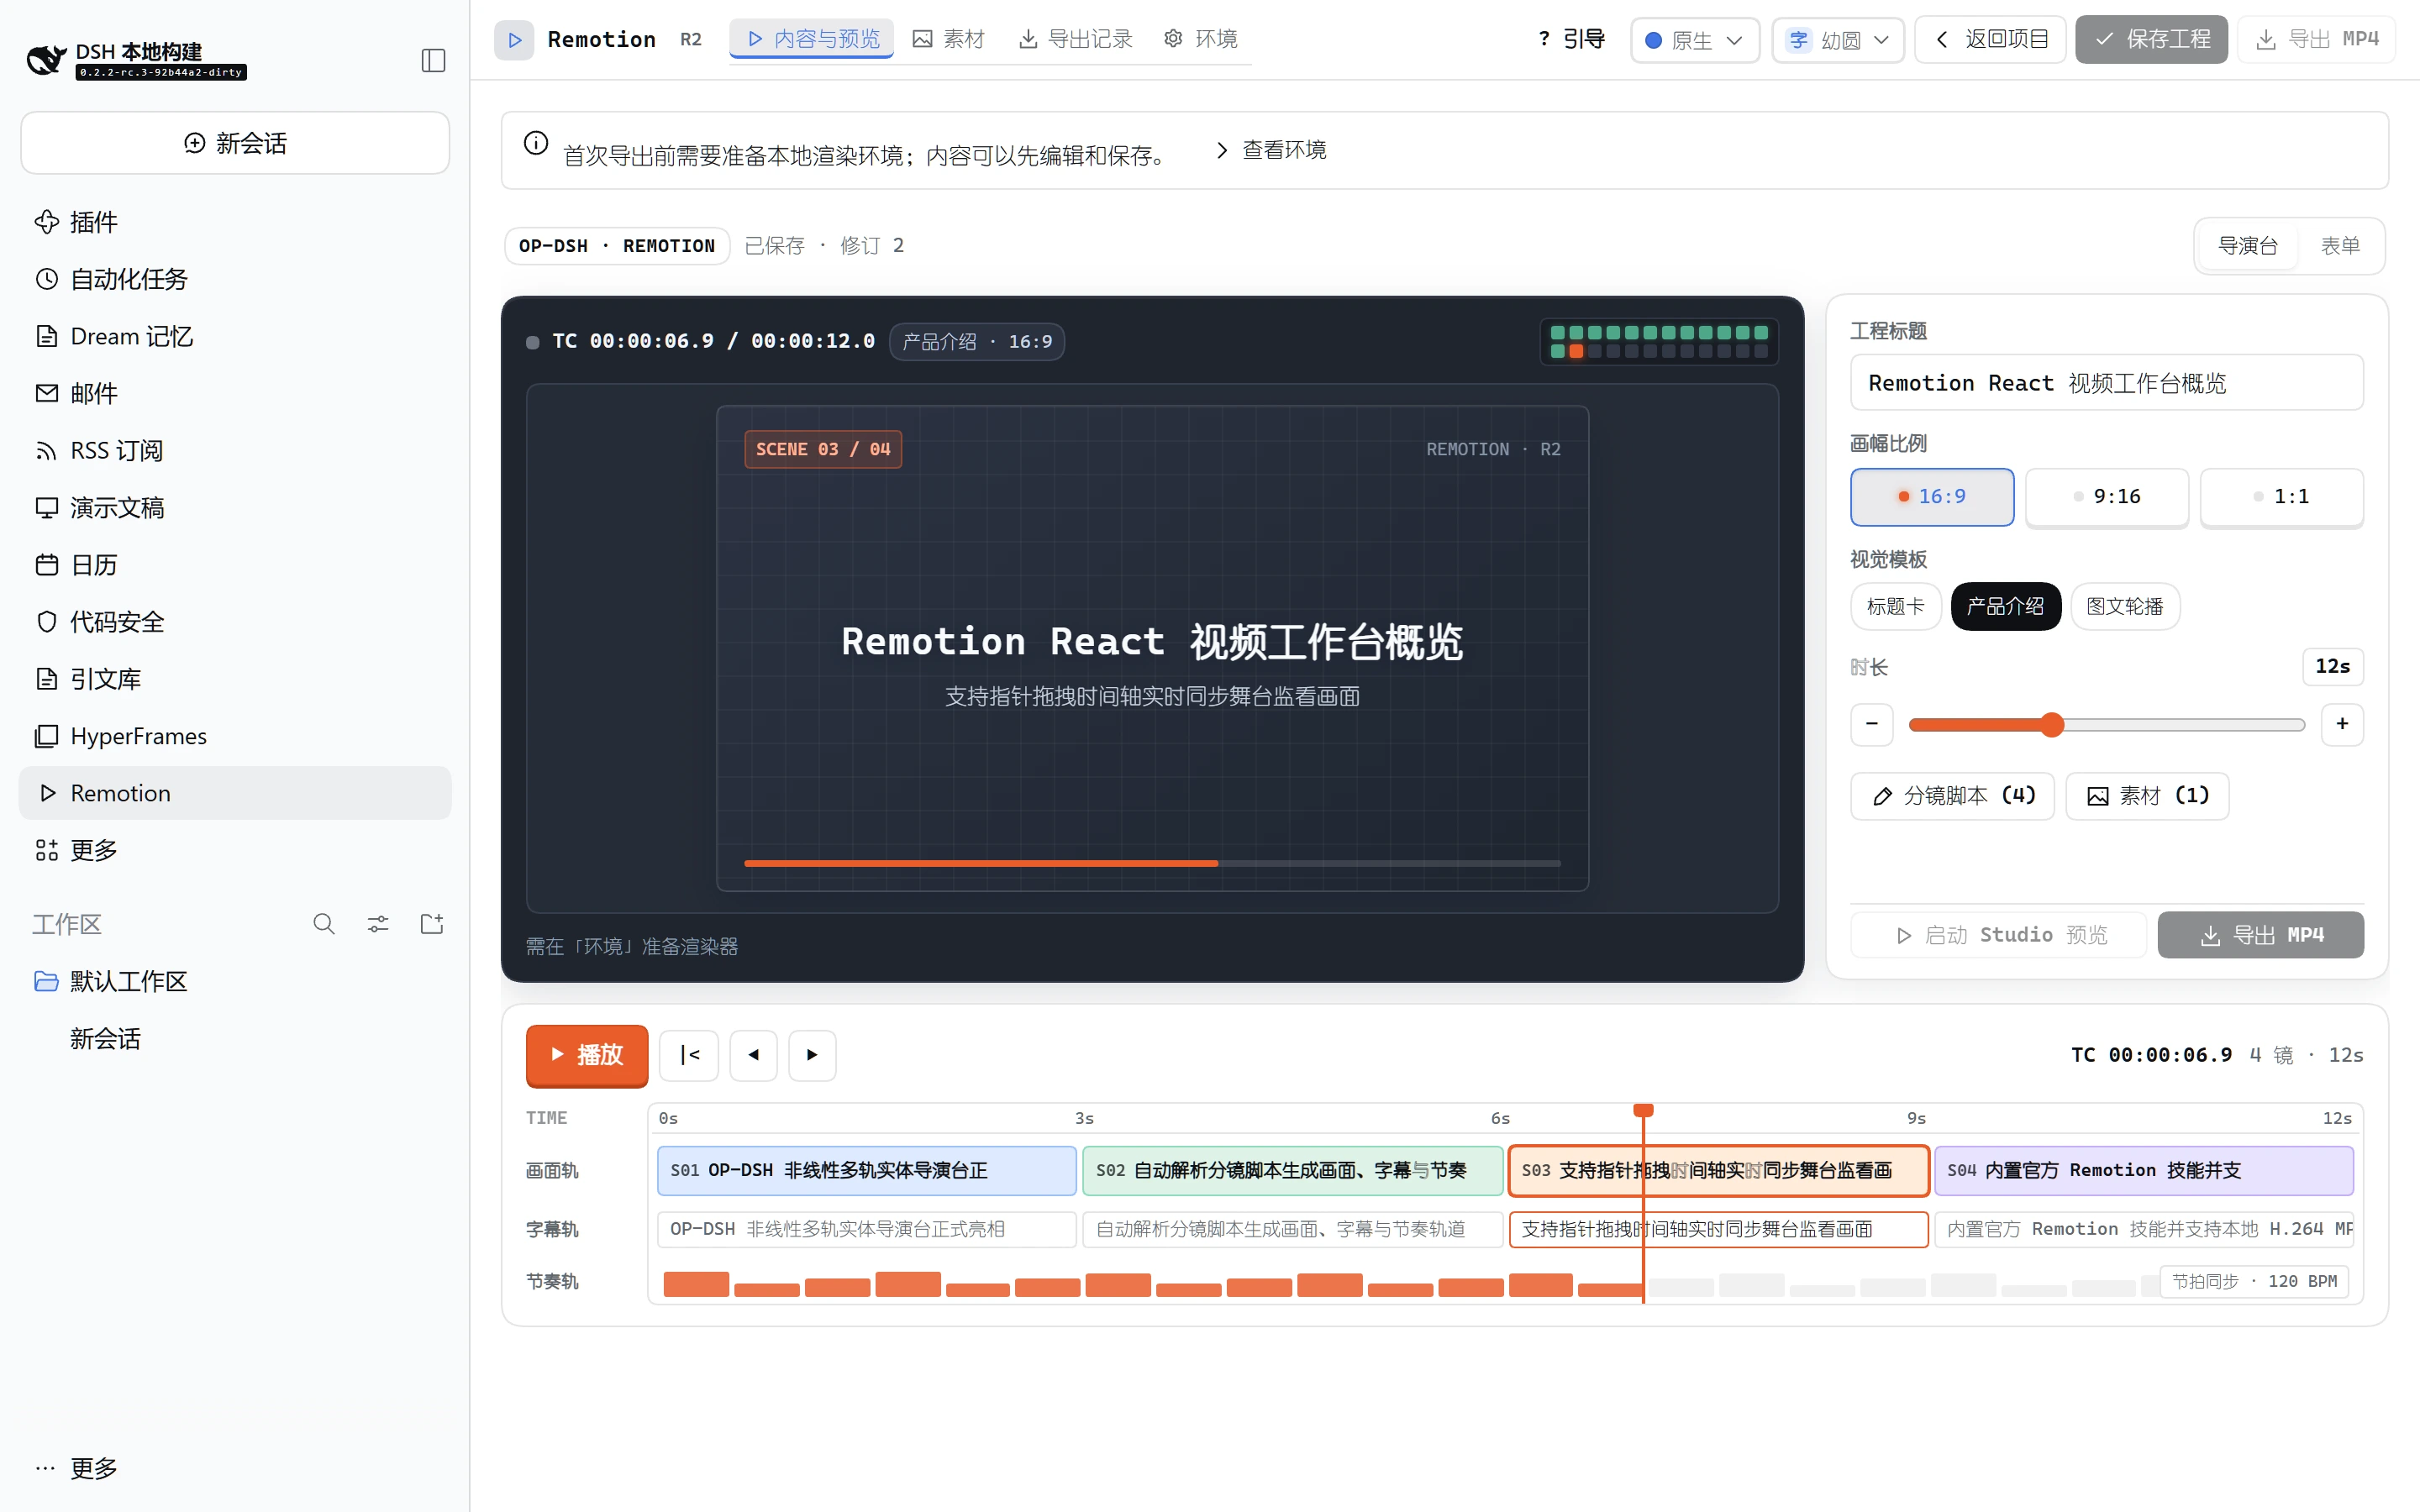 DSH 本地构建
0.2.2-rc.3-92b44a2-dirty
新会话
插件
自动化任务
Dream 记忆
邮件
RSS 订阅
演示文稿
日历
代码安全
引文库
HyperFrames
Remotion
更多
工作区
默认工作区
新会话
更多
Remotion R2 内容与预览 素材 导出记录 环境 ? 引导 原生 字 幼圆 返回项目 保存工程 导出 MP4
首次导出前需要准备本地渲染环境；内容可以先编辑和保存。 查看环境
OP-DSH · REMOTION 已保存 · 修订 2 导演台 表单
TC 00:00:06.9 / 00:00:12.0 产品介绍 · 16:9
SCENE 03 / 04 REMOTION · R2
Remotion React 视频工作台概览
支持指针拖拽时间轴实时同步舞台监看画面
需在「环境」准备渲染器
工程标题
Remotion React 视频工作台概览
画幅比例
16:9 9:16 1:1
视觉模板
标题卡 产品介绍 图文轮播
时长 12s
− +
分镜脚本 (4) 素材 (1)
启动 Studio 预览 导出 MP4
播放 |< TC 00:00:06.9 4 镜 · 12s
TIME 0s 3s 6s 9s 12s
画面轨 S01 OP-DSH 非线性多轨实体导演台正 S02 自动解析分镜脚本生成画面、字幕与节奏 S03 支持指针拖拽时间轴实时同步舞台监看画 S04 内置官方 Remotion 技能并支
字幕轨 OP-DSH 非线性多轨实体导演台正式亮相 自动解析分镜脚本生成画面、字幕与节奏轨道 支持指针拖拽时间轴实时同步舞台监看画面 内置官方 Remotion 技能并支持本地 H.264 MP
节奏轨 节拍同步 · 120 BPM